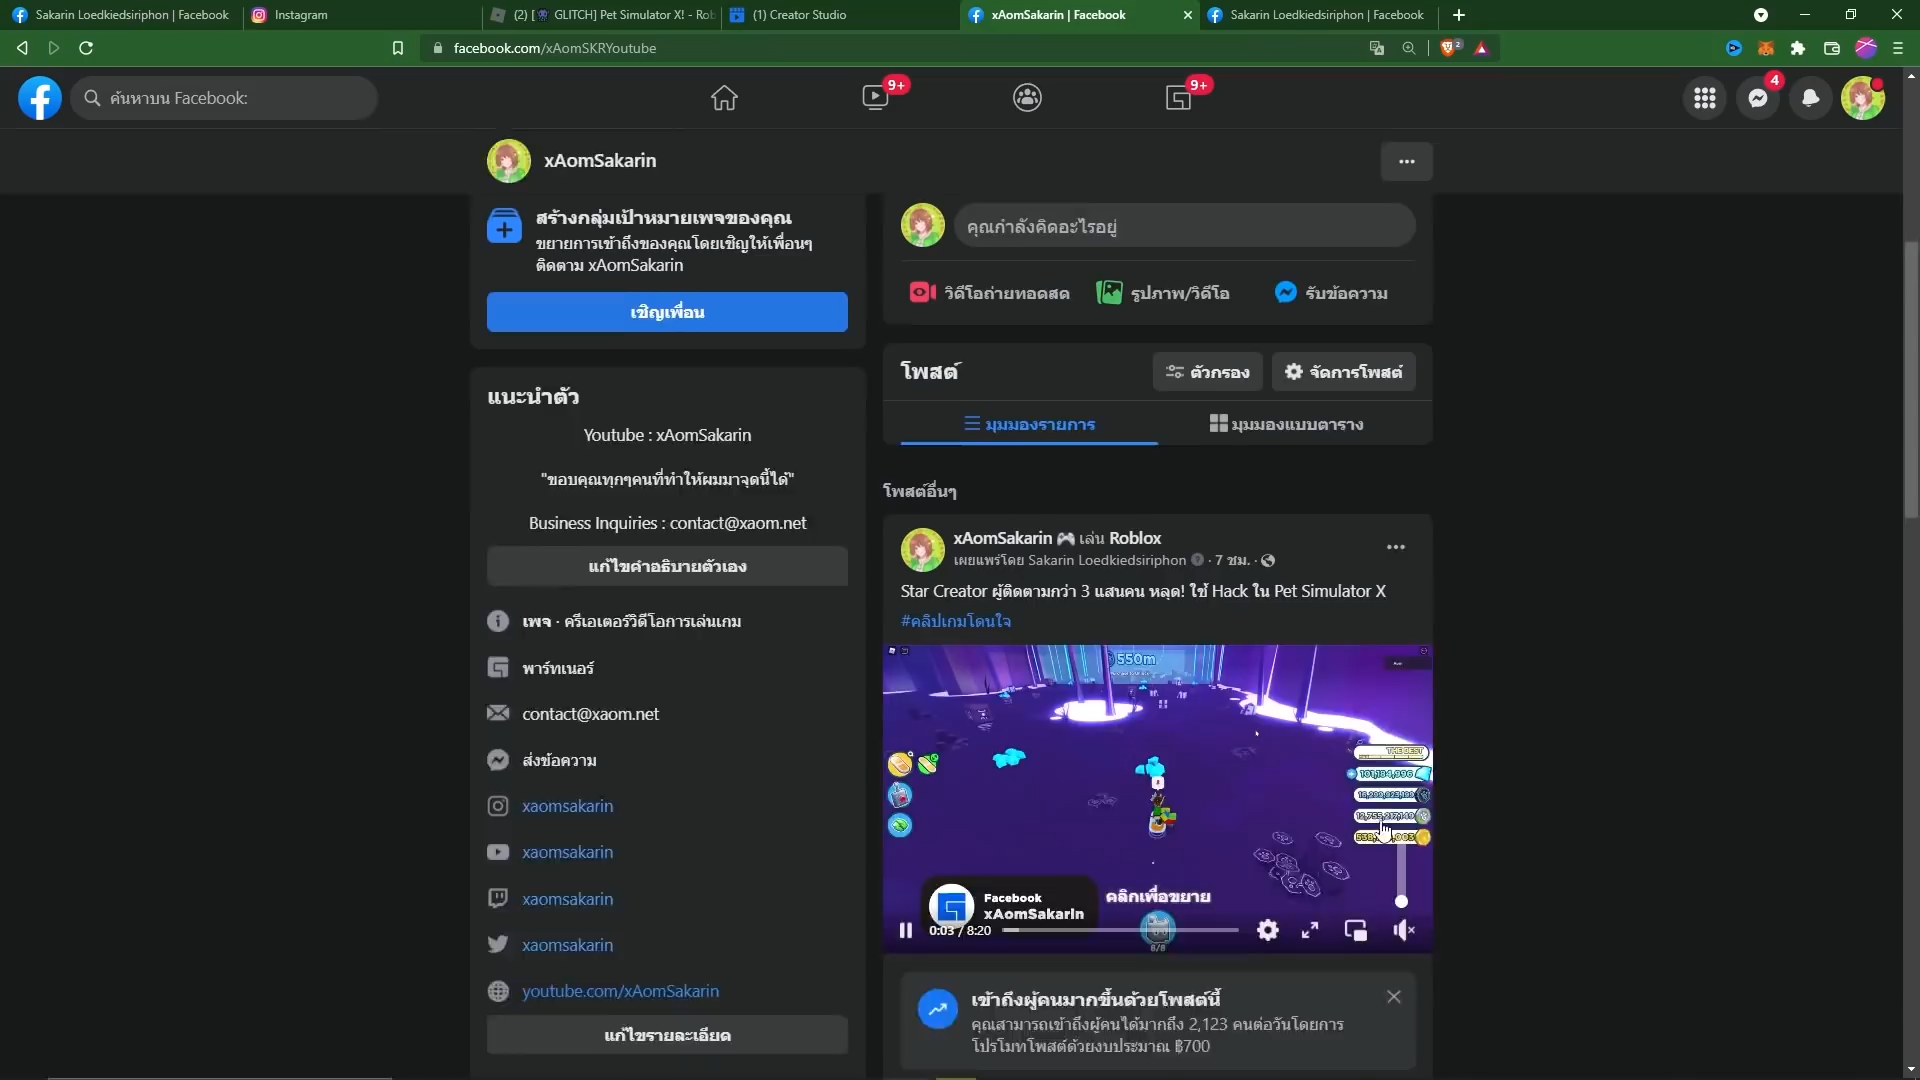 Sakarin Loedkiedsiriphon | Facebook
Instagram
(2) [🕷 GLITCH] Pet Simulator X! - Rob
(1) Creator Studio
xAomSakarin | Facebook
Sakarin Loedkiedsiriphon | Facebook
facebook.com/xAomSKRYoutube
2
ค้นหาบน Facebook:
9+
9+
4
xAomSakarin
สร้างกลุ่มเป้าหมายเพจของคุณ
ขยายการเข้าถึงของคุณโดยเชิญให้เพื่อนๆ
ติดตาม xAomSakarin
เชิญเพื่อน
แนะนำตัว
Youtube : xAomSakarin
"ขอบคุณทุกๆคนที่ทำให้ผมมาจุดนี้ได้"
Business Inquiries : contact@xaom.net
แก้ไขคำอธิบายตัวเอง
เพจ · ครีเอเตอร์วิดีโอการเล่นเกม
พาร์ทเนอร์
contact@xaom.net
ส่งข้อความ
xaomsakarin
xaomsakarin
xaomsakarin
xaomsakarin
youtube.com/xAomSakarin
แก้ไขรายละเอียด
คุณกำลังคิดอะไรอยู่
วิดีโอถ่ายทอดสด
รูปภาพ/วิดีโอ
รับข้อความ
โพสต์
ตัวกรอง
จัดการโพสต์
มุมมองรายการ
มุมมองแบบตาราง
โพสต์อื่นๆ
xAomSakarin 🎮 เล่น Roblox
เผยแพร่โดย Sakarin Loedkiedsiriphon · 7 ชม. ·
Star Creator ผู้ติดตามกว่า 3 แสนคน หลุด! ใช้ Hack ใน Pet Simulator X
#คลิปเกมโดนใจ
550m
THE BEST
101,184,996
12,755,217,149
Facebook
xAomSakarin
คลิกเพื่อขยาย
0:03 / 8:20
8/8
เข้าถึงผู้คนมากขึ้นด้วยโพสต์นี้
คุณสามารถเข้าถึงผู้คนได้มากถึง 2,123 คนต่อวันโดยการ
โปรโมทโพสต์ด้วยงบประมาณ ฿700